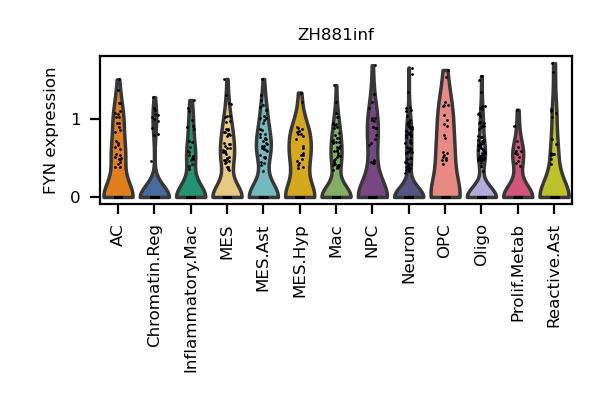 ZH881inf
FYN expression
1
0
AC
Chromatin.Reg
Inflammatory.Mac
MES
MES.Ast
MES.Hyp
Mac
NPC
Neuron
OPC
Oligo
Prolif.Metab
Reactive.Ast